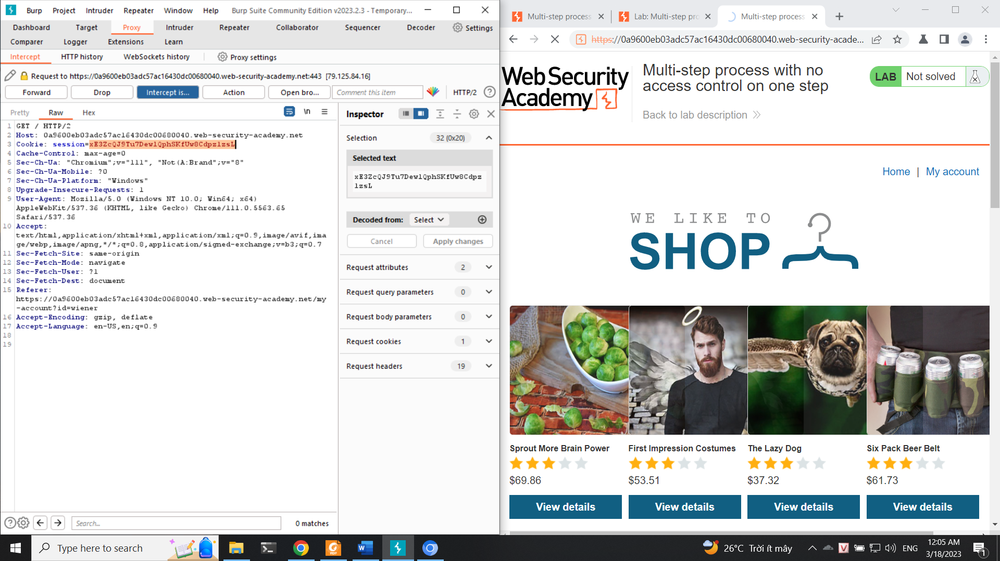 Burp Project Intruder Repeater Window Help Burp Suite Community Edition v2023.2.3 - Temporary...
Dashboard Target Proxy Intruder Repeater Collaborator Sequencer Decoder Settings
Comparer Logger Extensions Learn
Intercept HTTP history WebSockets history Proxy settings
Request to https://0a9600eb03adc57ac16430dc00680040.web-security-academy.net:443 [79.125.84.16]
Forward Drop Intercept is... Action Open bro... Comment this item HTTP/2
Pretty Raw Hex \n
1 GET / HTTP/2
2 Host: 0a9600eb03adc57ac16430dc00680040.web-security-academy.net
3 Cookie: session=xE3ZcQJ9Tu7DewlQphSKfUw8CdpzlzsL
4 Cache-Control: max-age=0
5 Sec-Ch-Ua: "Chromium";v="111", "Not(A:Brand";v="8"
6 Sec-Ch-Ua-Mobile: ?0
7 Sec-Ch-Ua-Platform: "Windows"
8 Upgrade-Insecure-Requests: 1
9 User-Agent: Mozilla/5.0 (Windows NT 10.0; Win64; x64)
AppleWebKit/537.36 (KHTML, like Gecko) Chrome/111.0.5563.65
Safari/537.36
10 Accept:
text/html,application/xhtml+xml,application/xml;q=0.9,image/avif,ima
ge/webp,image/apng,*/*;q=0.8,application/signed-exchange;v=b3;q=0.7
11 Sec-Fetch-Site: same-origin
12 Sec-Fetch-Mode: navigate
13 Sec-Fetch-User: ?1
14 Sec-Fetch-Dest: document
15 Referer:
https://0a9600eb03adc57ac16430dc00680040.web-security-academy.net/my
-account?id=wiener
16 Accept-Encoding: gzip, deflate
17 Accept-Language: en-US,en;q=0.9
18
19
Search... 0 matches
Inspector
Selection 32 (0x20)
Selected text
xE3ZcQJ9Tu7DewlQphSKfUw8Cdpz
lzsL
Decoded from: Select
Cancel Apply changes
Request attributes 2
Request query parameters 0
Request body parameters 0
Request cookies 1
Request headers 19
Multi-step process Lab: Multi-step pro Multi-step process
https://0a9600eb03adc57ac16430dc00680040.web-security-acade...
Web Security
Academy
Multi-step process with no
access control on one step
Back to lab description
LAB Not solved
Home | My account
WE LIKE TO
SHOP
Sprout More Brain Power First Impression Costumes The Lazy Dog Six Pack Beer Belt
$69.86 $53.51 $37.32 $61.73
View details View details View details View details
Type here to search
26°C Trời ít mây ENG
12:05 AM
3/18/2023
1